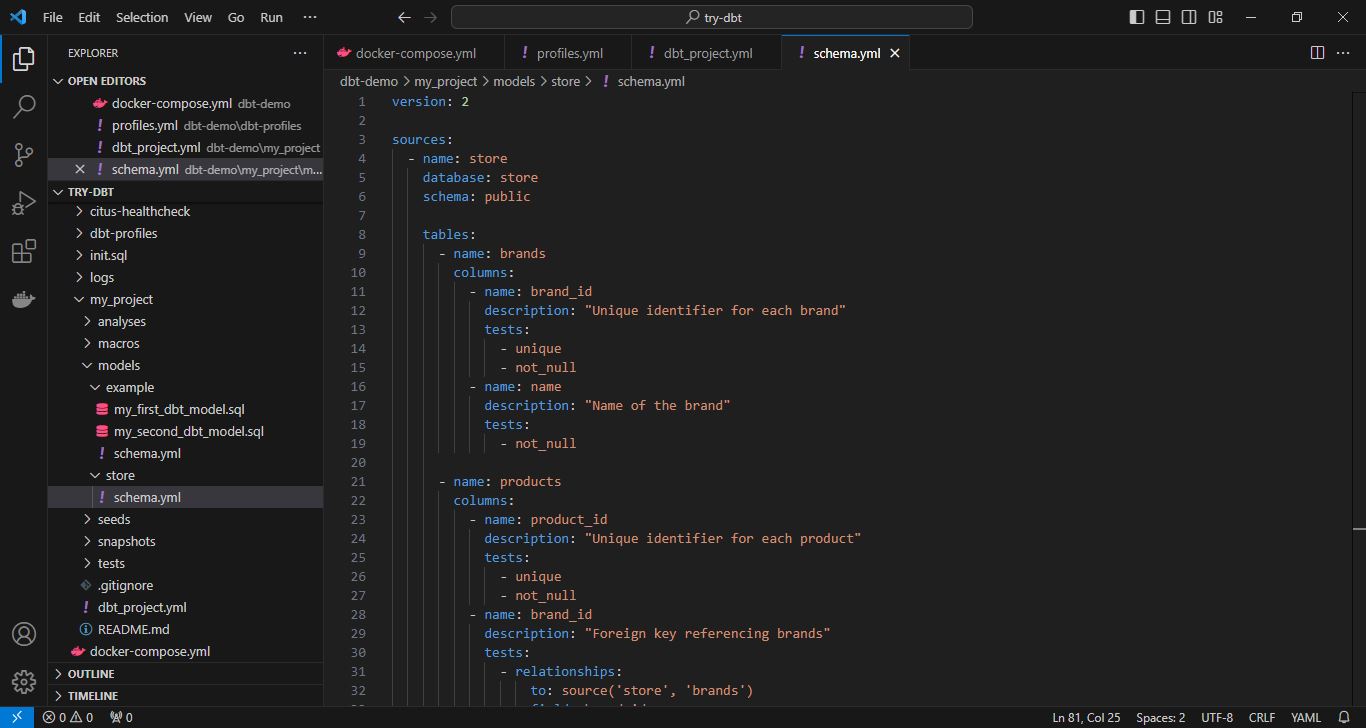 File Edit Selection View Go Run ···
try-dbt
EXPLORER ···
OPEN EDITORS
docker-compose.yml dbt-demo
profiles.yml dbt-demo\dbt-profiles
dbt_project.yml dbt-demo\my_project
schema.yml dbt-demo\my_project\m...
TRY-DBT
citus-healthcheck
dbt-profiles
init.sql
logs
my_project
analyses
macros
models
example
my_first_dbt_model.sql
my_second_dbt_model.sql
schema.yml
store
schema.yml
seeds
snapshots
tests
.gitignore
dbt_project.yml
README.md
docker-compose.yml
OUTLINE
TIMELINE
docker-compose.yml ! profiles.yml ! dbt_project.yml ! schema.yml
dbt-demo > my_project > models > store > ! schema.yml
1 version: 2
2
3 sources:
4 - name: store
5 database: store
6 schema: public
7
8 tables:
9 - name: brands
10 columns:
11 - name: brand_id
12 description: "Unique identifier for each brand"
13 tests:
14 - unique
15 - not_null
16 - name: name
17 description: "Name of the brand"
18 tests:
19 - not_null
20
21 - name: products
22 columns:
23 - name: product_id
24 description: "Unique identifier for each product"
25 tests:
26 - unique
27 - not_null
28 - name: brand_id
29 description: "Foreign key referencing brands"
30 tests:
31 - relationships:
32 to: source('store', 'brands')
0 0 0
Ln 81, Col 25 Spaces: 2 UTF-8 CRLF YAML